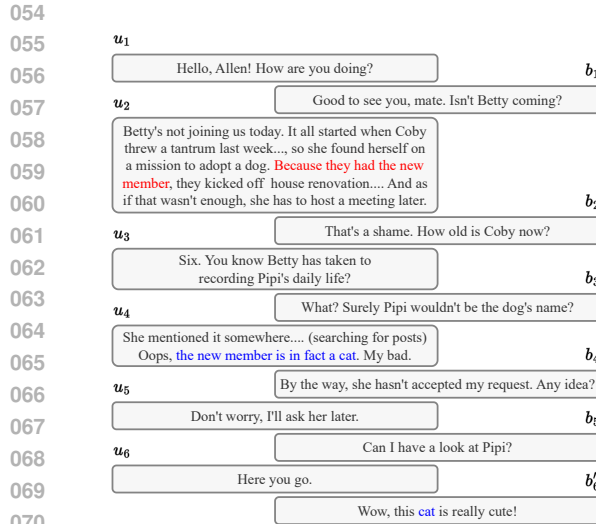 054
055
056
057
058
059
060
061
062
063
064
065
066
067
068
069
070
u1
Hello, Allen! How are you doing?
b1
Good to see you, mate. Isn't Betty coming?
u2
Betty's not joining us today. It all started when Coby
threw a tantrum last week..., so she found herself on
a mission to adopt a dog. Because they had the new
member, they kicked off house renovation.... And as
if that wasn't enough, she has to host a meeting later.
b2
That's a shame. How old is Coby now?
u3
Six. You know Betty has taken to
recording Pipi's daily life?
b3
What? Surely Pipi wouldn't be the dog's name?
u4
She mentioned it somewhere.... (searching for posts)
Oops, the new member is in fact a cat. My bad.
b4
By the way, she hasn't accepted my request. Any idea?
u5
Don't worry, I'll ask her later.
b5
Can I have a look at Pipi?
u6
Here you go.
b′6
Wow, this cat is really cute!